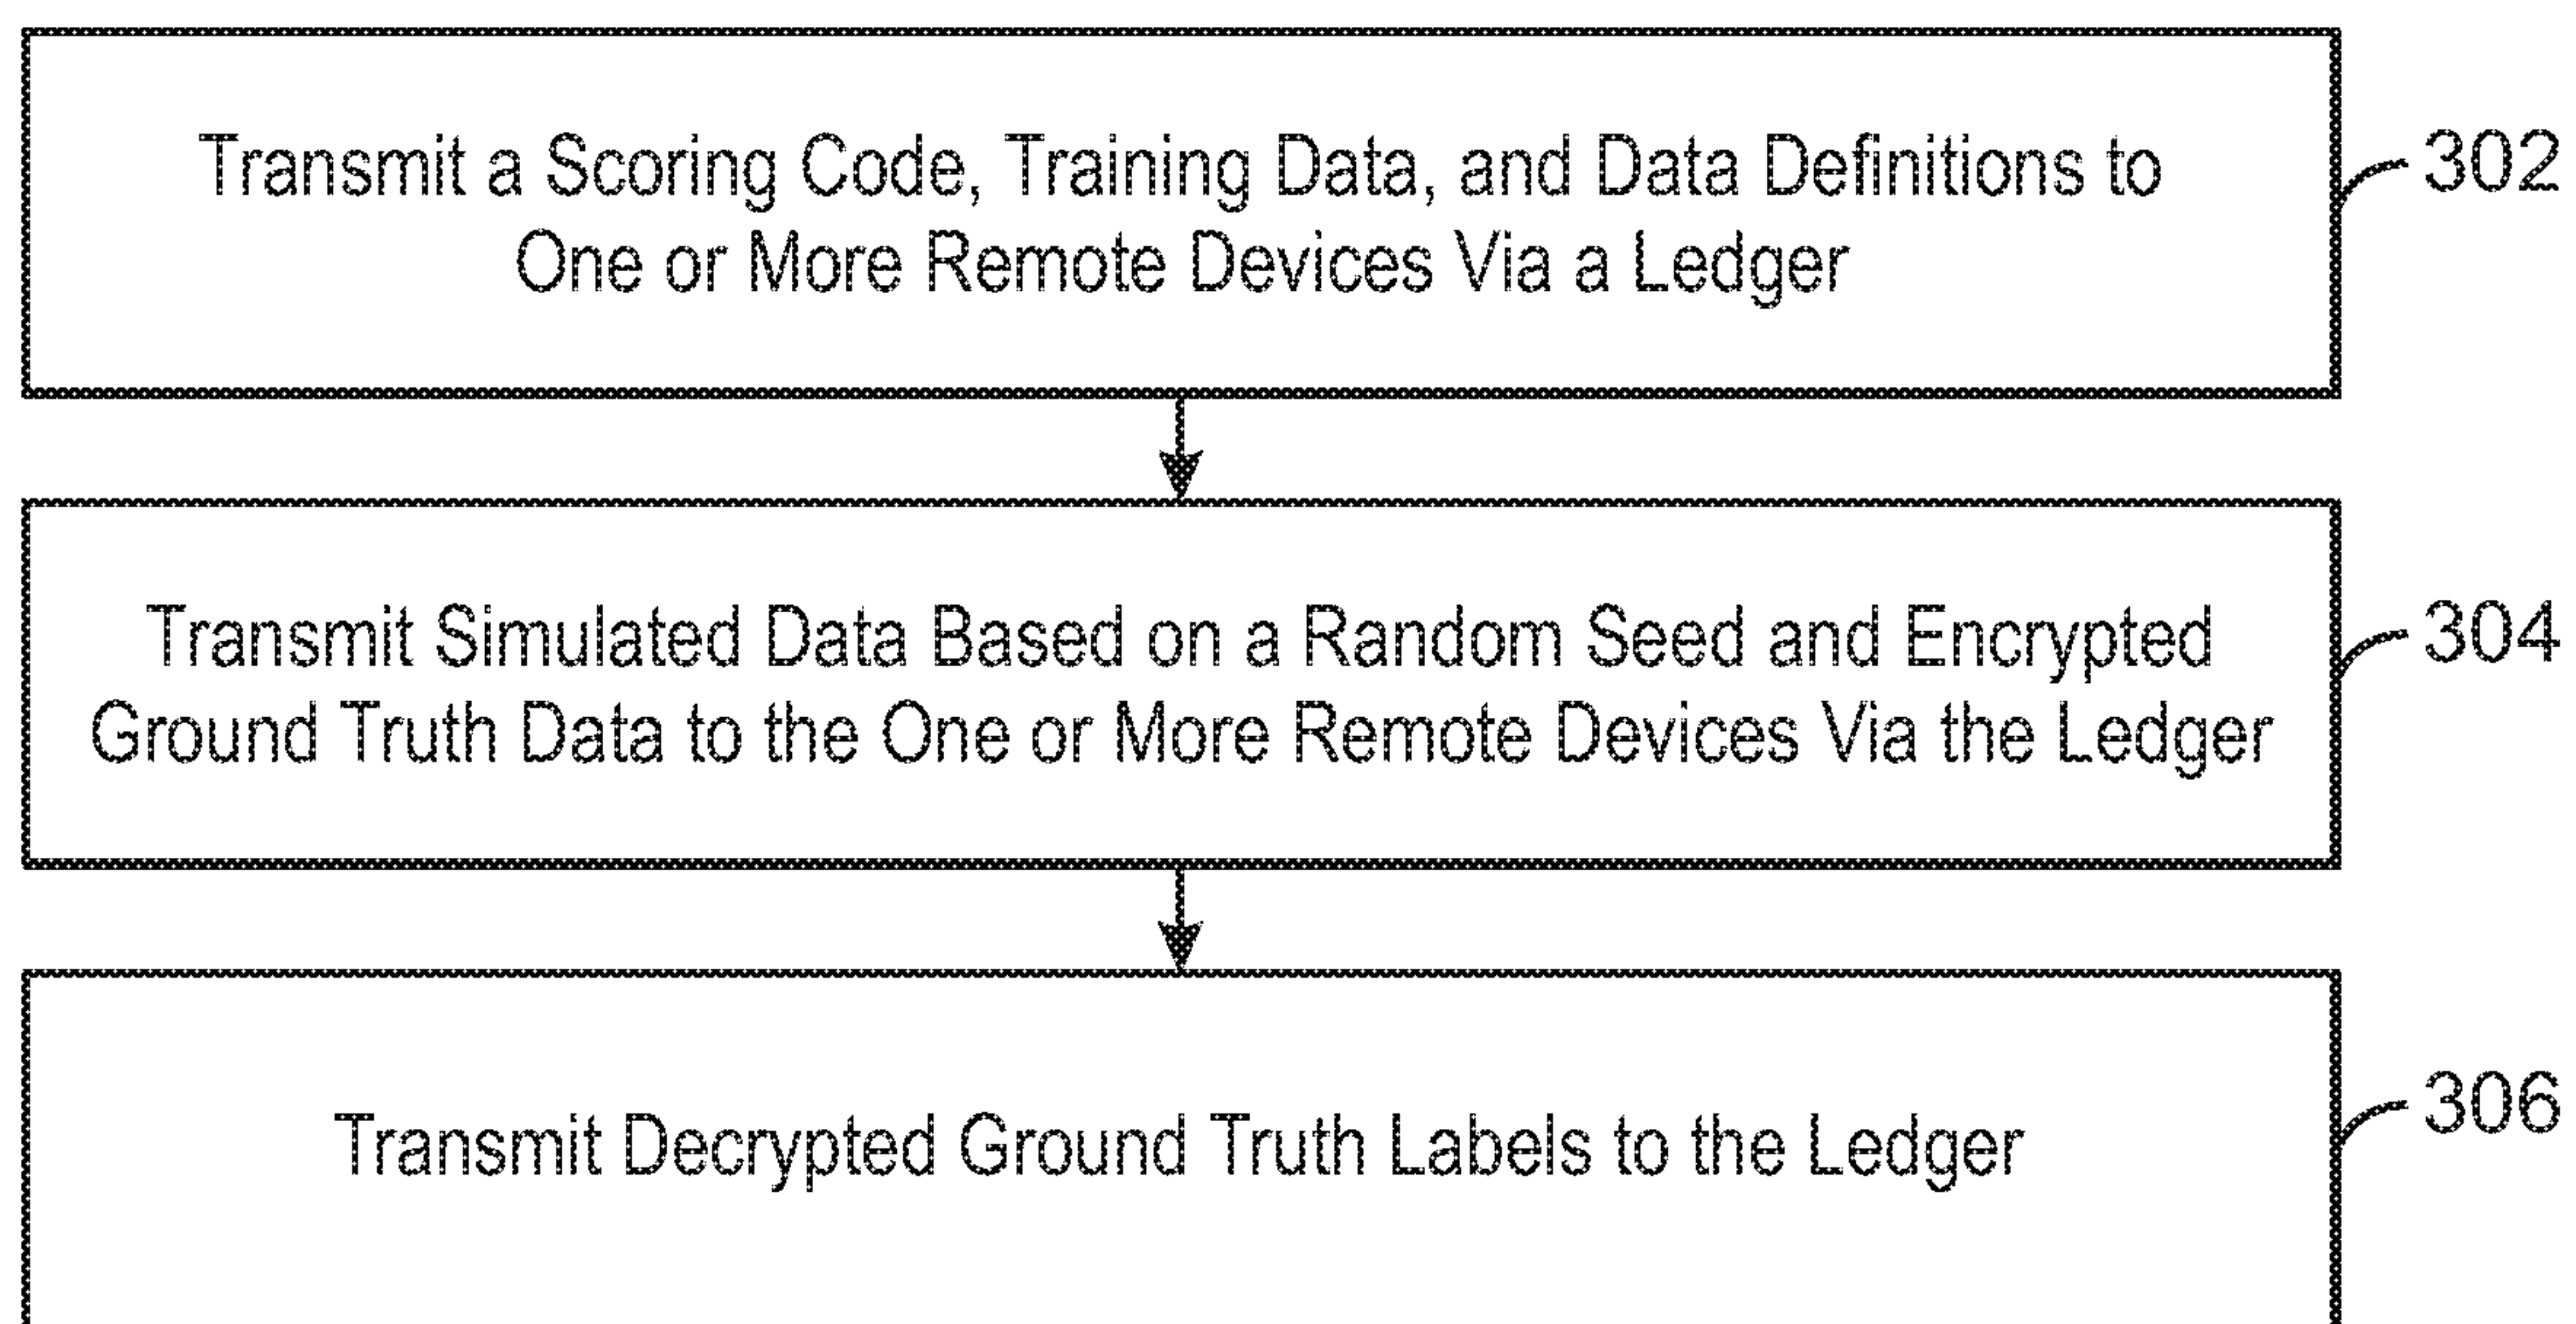 Transmit a Scoring Code, Training Data, and Data Definitions to
One or More Remote Devices Via a Ledger
302
Transmit Simulated Data Based on a Random Seed and Encrypted
Ground Truth Data to the One or More Remote Devices Via the Ledger
304
Transmit Decrypted Ground Truth Labels to the Ledger
306